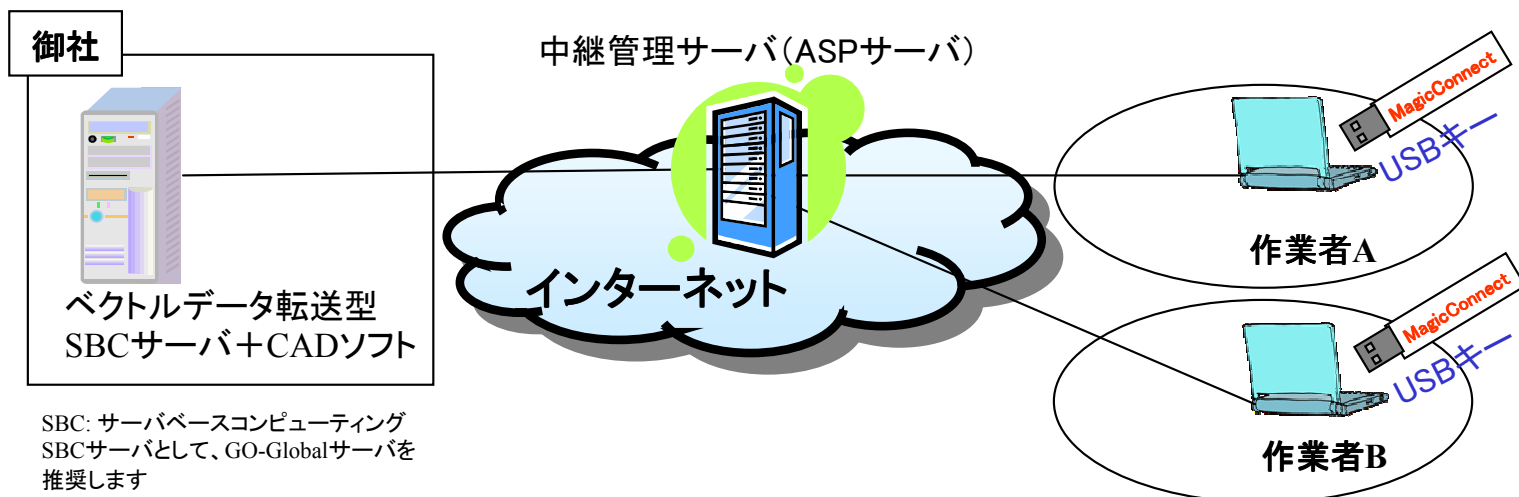 御社
中継管理サーバ(ASPサーバ)
MagicConnect
USBキー
作業者A
インターネット
ベクトルデータ転送型
SBCサーバ＋CADソフト
MagicConnect
USBキー
作業者B
SBC: サーバベースコンピューティング
SBCサーバとして、GO-Globalサーバを
推奨します